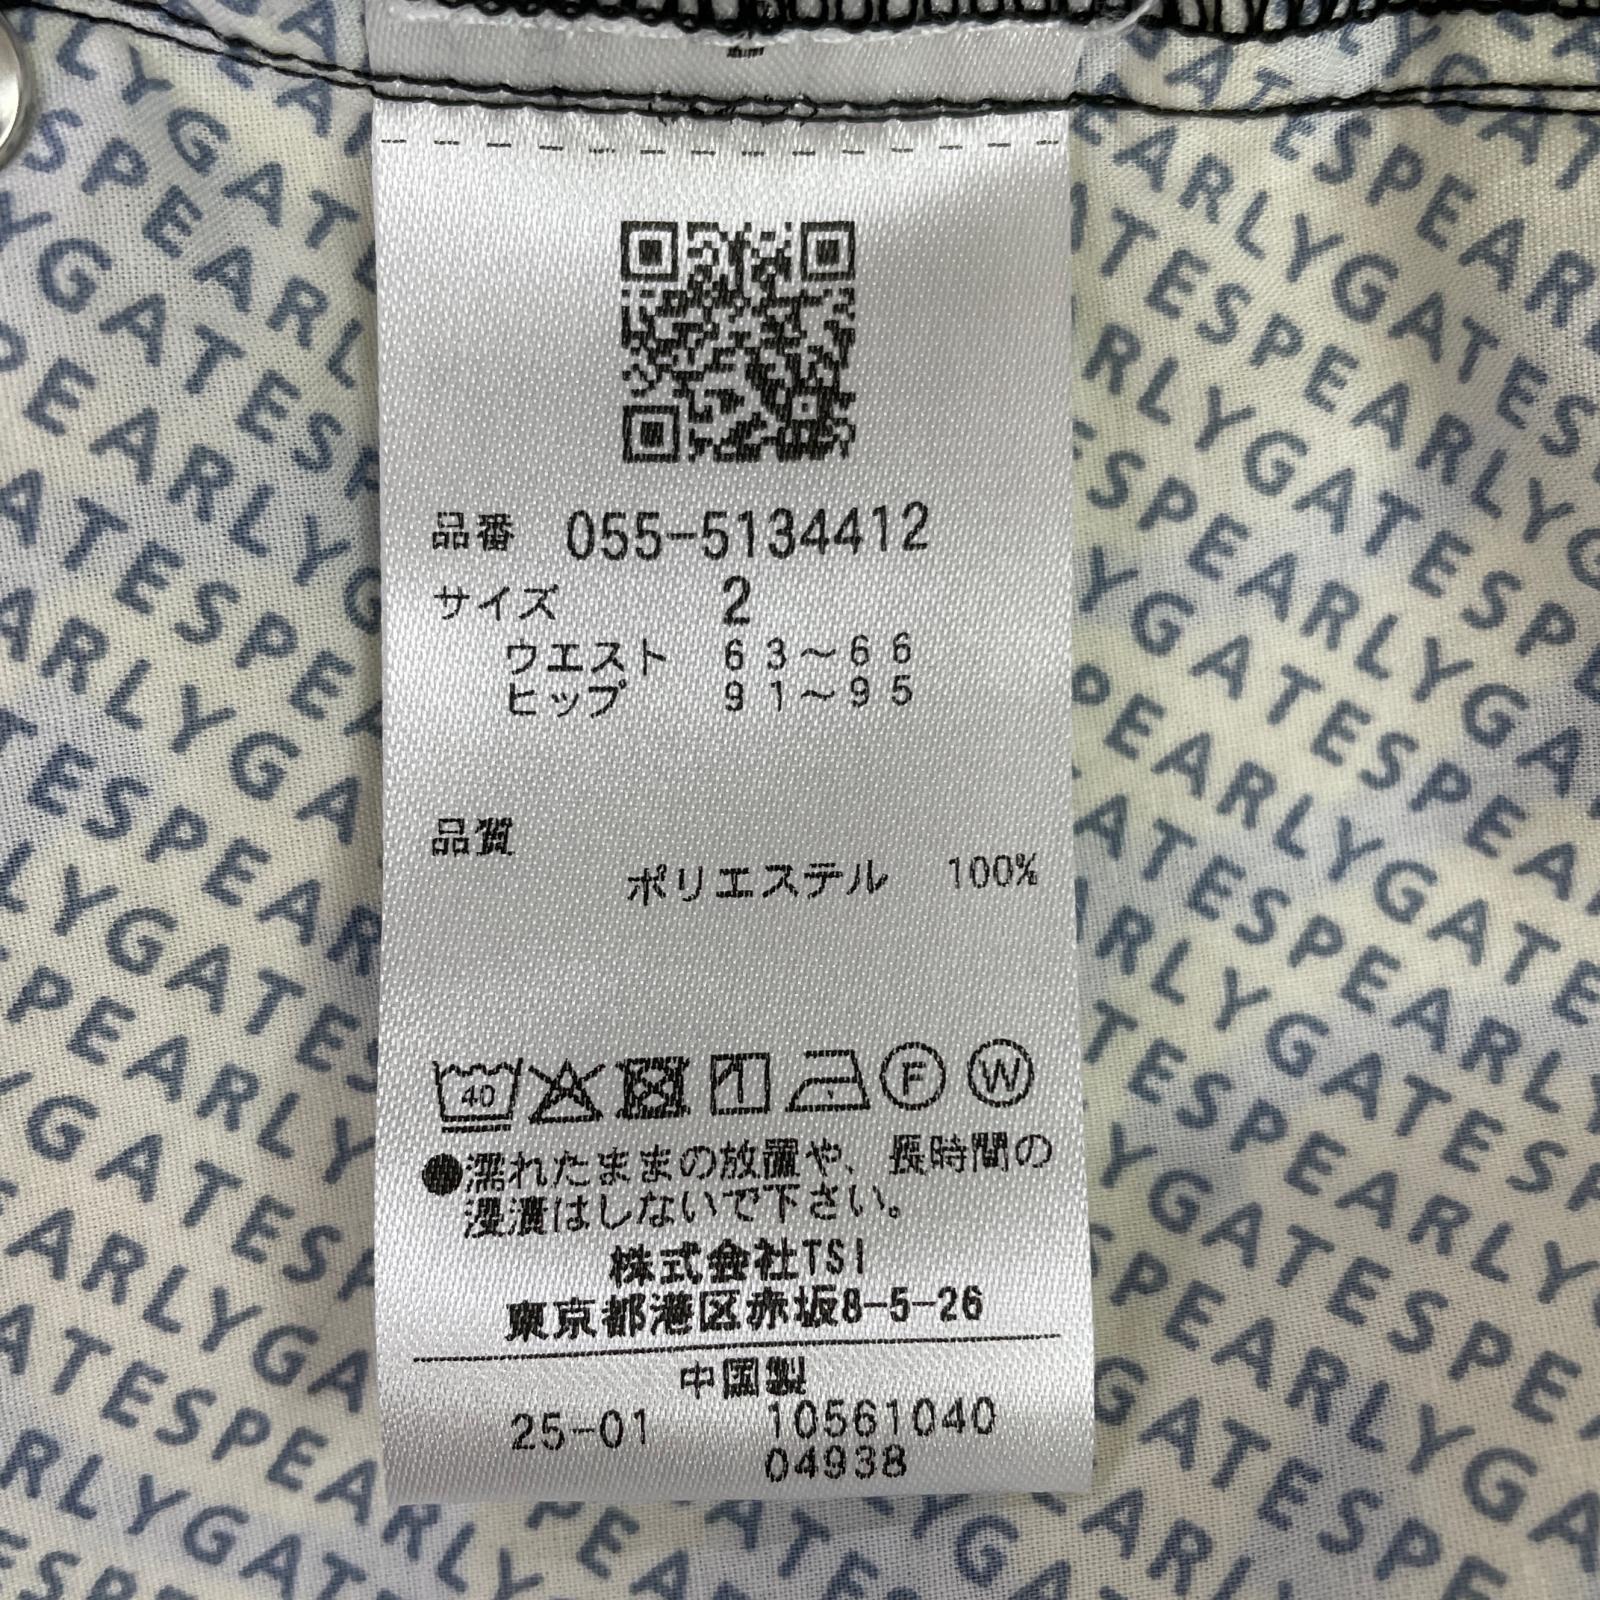 品番 055-5134412
サイズ 2
ウエスト 63~66
ヒップ 91~95
品質
ポリエステル 100%
40 F W
●濡れたままの放置や、長時間の
浸漬はしないで下さい。
株式会社TSI
東京都港区赤坂8-5-26
中国製
25-01 10561040
04938
PEARLYGATES